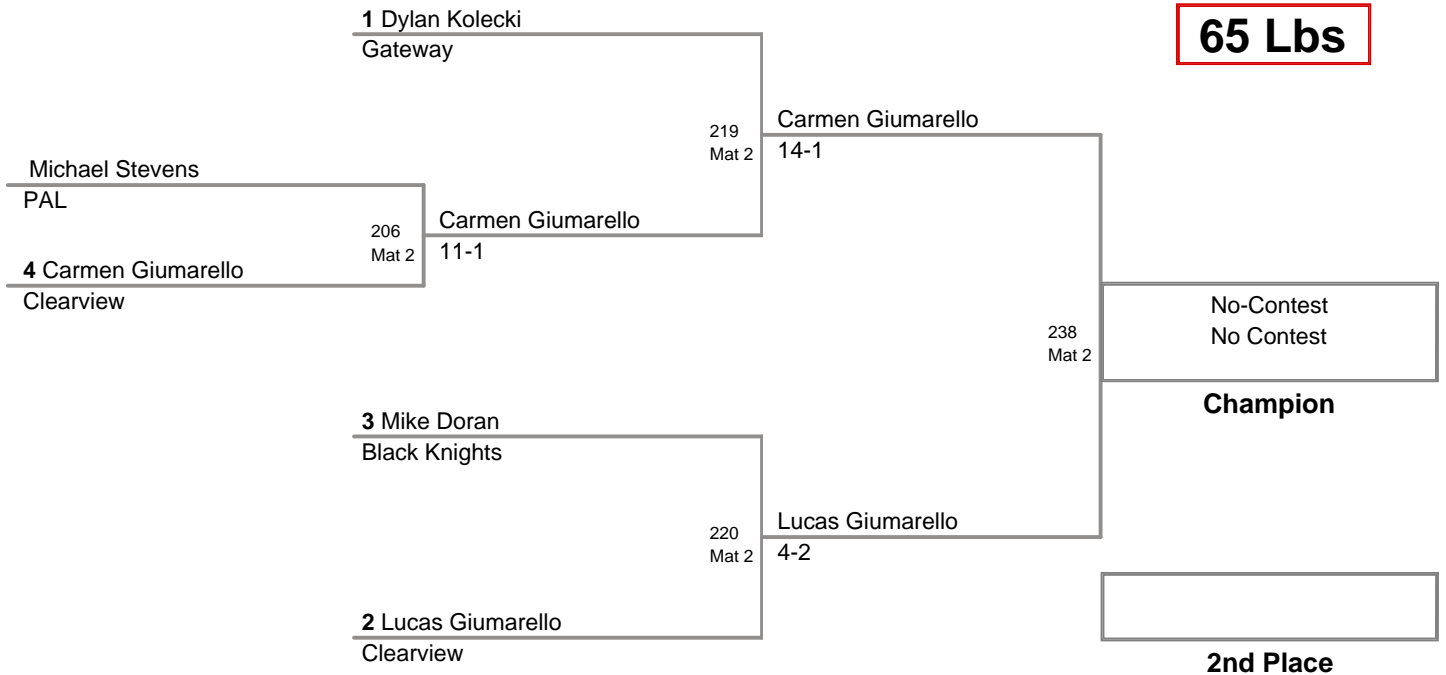 1 Dylan Kolecki
Gateway
65 Lbs
219
Mat 2
Carmen Giumarello
14-1
Michael Stevens
PAL
206
Mat 2
Carmen Giumarello
11-1
4 Carmen Giumarello
Clearview
238
Mat 2
No-Contest
No Contest
Champion
3 Mike Doran
Black Knights
220
Mat 2
Lucas Giumarello
4-2
2 Lucas Giumarello
Clearview
2nd Place